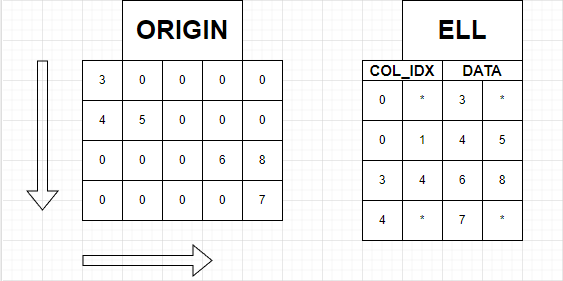 ORIGIN
3 0 0 0 0
4 5 0 0 0
0 0 0 6 8
0 0 0 0 7
ELL
COL_IDX DATA
0 * 3 *
0 1 4 5
3 4 6 8
4 * 7 *